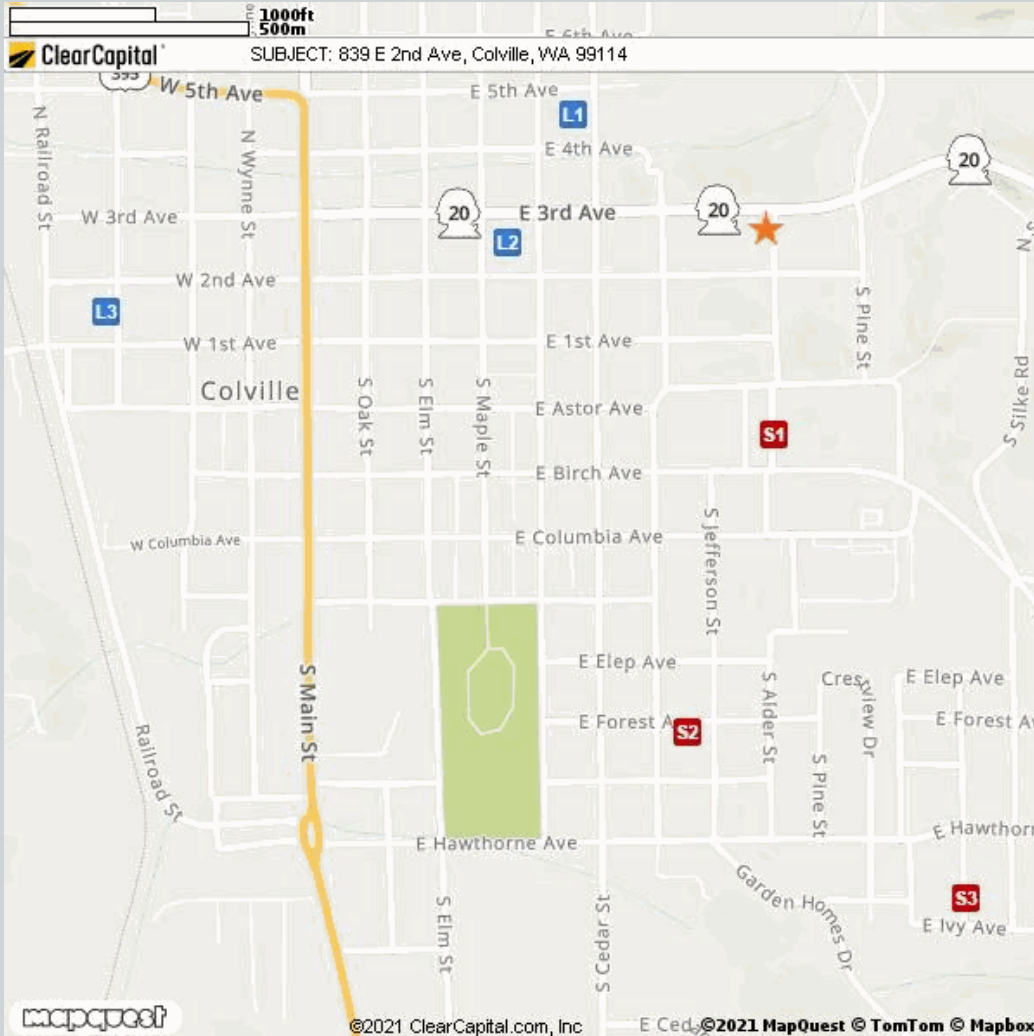 1000ft
500m
E 6th Ave
ClearCapital
SUBJECT: 839 E 2nd Ave, Colville, WA 99114
395
W 5th Ave
E 5th Ave
L1
N Railroad St
N Wynne St
E 4th Ave
20
W 3rd Ave
20
E 3rd Ave
20
L2
W 2nd Ave
L3
S Pine St
W 1st Ave
E 1st Ave
Colville
S Oak St
S Elm St
S Maple St
E Astor Ave
S Silke Rd
S1
E Birch Ave
S Jefferson St
W Columbia Ave
E Columbia Ave
S Main St
E Elep Ave
S Alder St
Crestview Dr
E Elep Ave
E Forest A
S2
E Forest Av
Railroad St
S Pine St
E Hawthorne Ave
E Hawthorn
Garden Homes Dr
S3
S Elm St
S Cedar St
E Ivy Ave
mapquest
©2021 ClearCapital.com, Inc
E Ced
©2021 MapQuest © TomTom © Mapbox